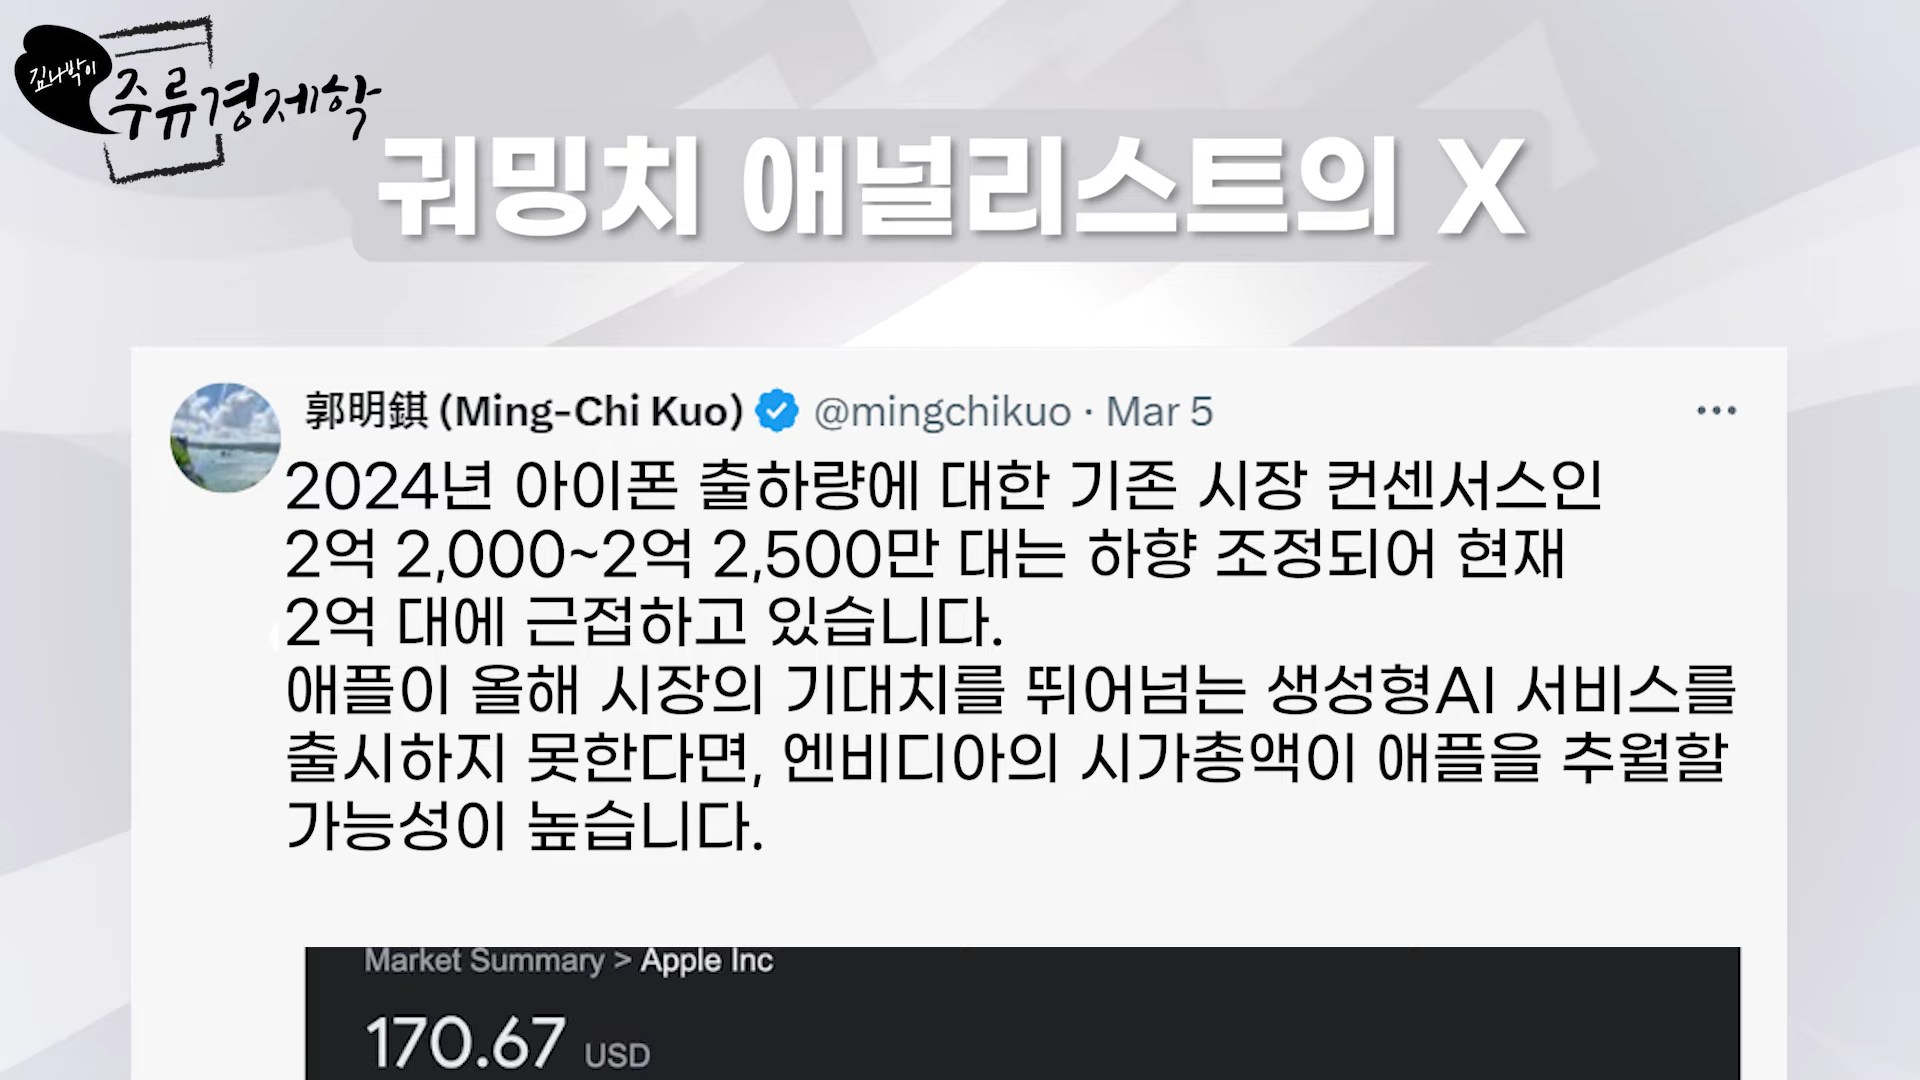 김나박이
주류경제학
궈밍치 애널리스트의 X
郭明錤 (Ming-Chi Kuo) @mingchikuo · Mar 5
2024년 아이폰 출하량에 대한 기존 시장 컨센서스인
2억 2,000~2억 2,500만 대는 하향 조정되어 현재
2억 대에 근접하고 있습니다.
애플이 올해 시장의 기대치를 뛰어넘는 생성형AI 서비스를
출시하지 못한다면, 엔비디아의 시가총액이 애플을 추월할
가능성이 높습니다.
Market Summary > Apple Inc
170.67 USD